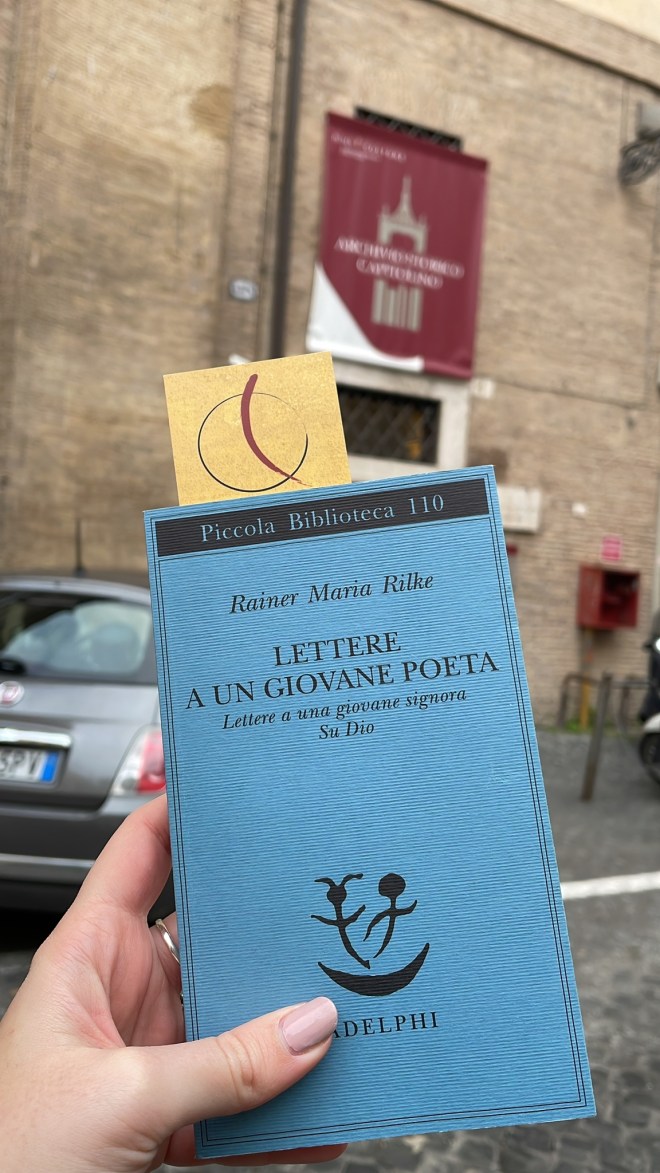 ARCHIVIO STORICO
CAPITOLINO
Piccola Biblioteca 110
Rainer Maria Rilke
LETTERE
A UN GIOVANE POETA
Lettere a una giovane signora
Su Dio
ADELPHI